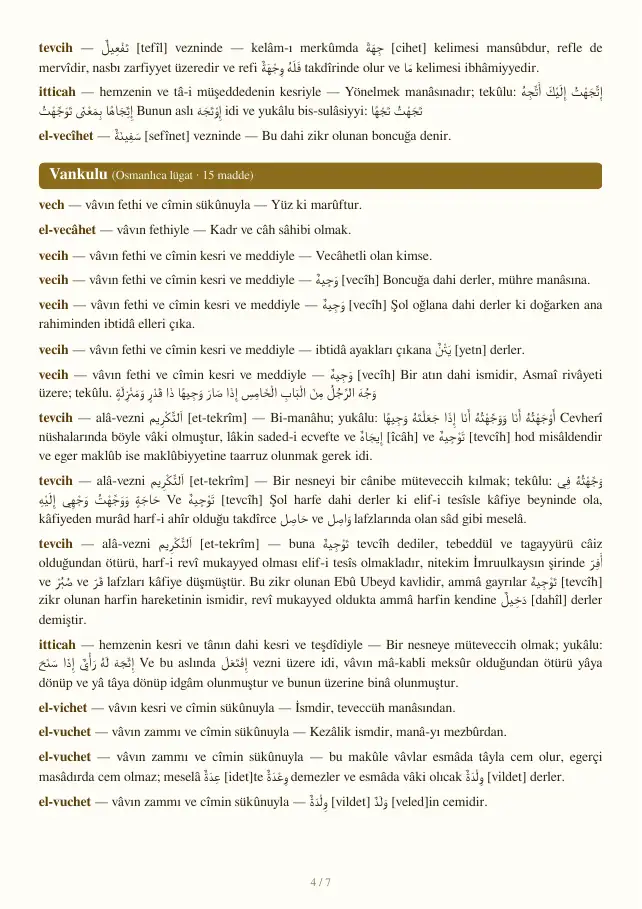 tevcih — تَفْعِيلٌ [tefîl] vezninde — kelâm-ı merkûmda جِهَةٌ [cihet] kelimesi mansûbdur, refle de
mervîdir, nasbı zarfiyyet üzeredir ve refi فَلَهُ وِجْهَةٌ takdîrinde olur ve مَا kelimesi ibhâmiyyedir.
itticah — hemzenin ve tâ-i müşeddedenin kesriyle — Yönelmek manâsınadır; tekûlu: إِتَّجَهْتُ إِلَيْكَ أَتَّجِهُ
إِتِّجَاهًا بِمَعْنَى تَوَجَّهْتُ Bunun aslı إِوْتَجَهَ idi ve yukâlu bis-sulâsiyyi: تَجَهْتُ تَجْهًا
el-vecîhet — سَفِينَةٌ [sefînet] vezninde — Bu dahi zikr olunan boncuğa denir.
Vankulu (Osmanlıca lügat · 15 madde)
vech — vâvın fethi ve cîmin sükûnuyla — Yüz ki marûftur.
el-vecâhet — vâvın fethiyle — Kadr ve câh sâhibi olmak.
vecih — vâvın fethi ve cîmin kesri ve meddiyle — Vecâhetli olan kimse.
vecih — vâvın fethi ve cîmin kesri ve meddiyle — وَجِيهٌ [vecîh] Boncuğa dahi derler, mühre manâsına.
vecih — vâvın fethi ve cîmin kesri ve meddiyle — وَجِيهٌ [vecîh] Şol oğlana dahi derler ki doğarken ana
rahiminden ibtidâ elleri çıka.
vecih — vâvın fethi ve cîmin kesri ve meddiyle — ibtidâ ayakları çıkana يَتْنٌ [yetn] derler.
vecih — vâvın fethi ve cîmin kesri ve meddiyle — وَجِيهٌ [vecîh] Bir atın dahi ismidir, Asmaî rivâyeti
üzere; tekûlu. وَجُهَ الرَّجُلُ مِنَ الْبَابِ الْخَامِسِ إِذَا صَارَ وَجِيهًا ذَا قَدْرٍ وَمَنْزِلَةٍ
tevcih — alâ-vezni اَلتَّكْرِيم [et-tekrîm] — Bi-manâhu; yukâlu: أَوْجَهْتُهُ أَنَا وَوَجَّهْتُهُ أَنَا إِذَا جَعَلْتَهُ وَجِيهًا Cevherî
nüshalarında böyle vâki olmuştur, lâkin saded-i ecvefte ve إِيجَاهٌ [îcâh] ve تَوْجِيهٌ [tevcîh] hod misâldendir
ve eger maklûb ise maklûbiyyetine taarruz olunmak gerek idi.
tevcih — alâ-vezni اَلتَّكْرِيم [et-tekrîm] — Bir nesneyi bir cânibe müteveccih kılmak; tekûlu: وَجَّهْتُهُ فِي
حَاجَةٍ وَوَجَّهْتُ وَجْهِي إِلَيْهِ Ve تَوْجِيهٌ [tevcîh] Şol harfe dahi derler ki elif-i tesîsle kâfiye beyninde ola,
kâfiyeden murâd harf-i ahîr olduğu takdîrce حَاصِل ve وَاصِل lafzlarında olan sâd gibi meselâ.
tevcih — alâ-vezni اَلتَّكْرِيم [et-tekrîm] — buna تَوْجِيهٌ tevcîh dediler, tebeddül ve tagayyürü câiz
olduğundan ötürü, harf-i revî mukayyed olması elif-i tesîs olmakladır, nitekim İmruulkaysın şirinde أَفِرّ
ve صُبُرّ ve قَرّ lafzları kâfiye düşmüştür. Bu zikr olunan Ebû Ubeyd kavlidir, ammâ gayrılar تَوْجِيهٌ [tevcîh]
zikr olunan harfin hareketinin ismidir, revî mukayyed oldukta ammâ harfin kendine دَخِيلٌ [dahîl] derler
demiştir.
itticah — hemzenin kesri ve tânın dahi kesri ve teşdîdiyle — Bir nesneye müteveccih olmak; yukâlu:
إِتَّجَهَ لَهُ رَأْيٌ إِذَا سَنَحَ Ve bu aslında اِفْتَعَلَ vezni üzere idi, vâvın mâ-kabli meksûr olduğundan ötürü yâya
dönüp ve yâ tâya dönüp idgâm olunmuştur ve bunun üzerine binâ olunmuştur.
el-vichet — vâvın kesri ve cîmin sükûnuyla — İsmdir, teveccüh manâsından.
el-vuchet — vâvın zammı ve cîmin sükûnuyla — Kezâlik ismdir, manâ-yı mezbûrdan.
el-vuchet — vâvın zammı ve cîmin sükûnuyla — bu makûle vâvlar esmâda tâyla cem olur, egerçi
masâdırda cem olmaz; meselâ عِدَةٌ [idet]te وِعْدَةٌ demezler ve esmâda vâki olıcak وِلْدَةٌ [vildet] derler.
el-vuchet — vâvın zammı ve cîmin sükûnuyla — وِلْدَةٌ [vildet] وَلَدٌ [veled]in cemidir.
4 / 7